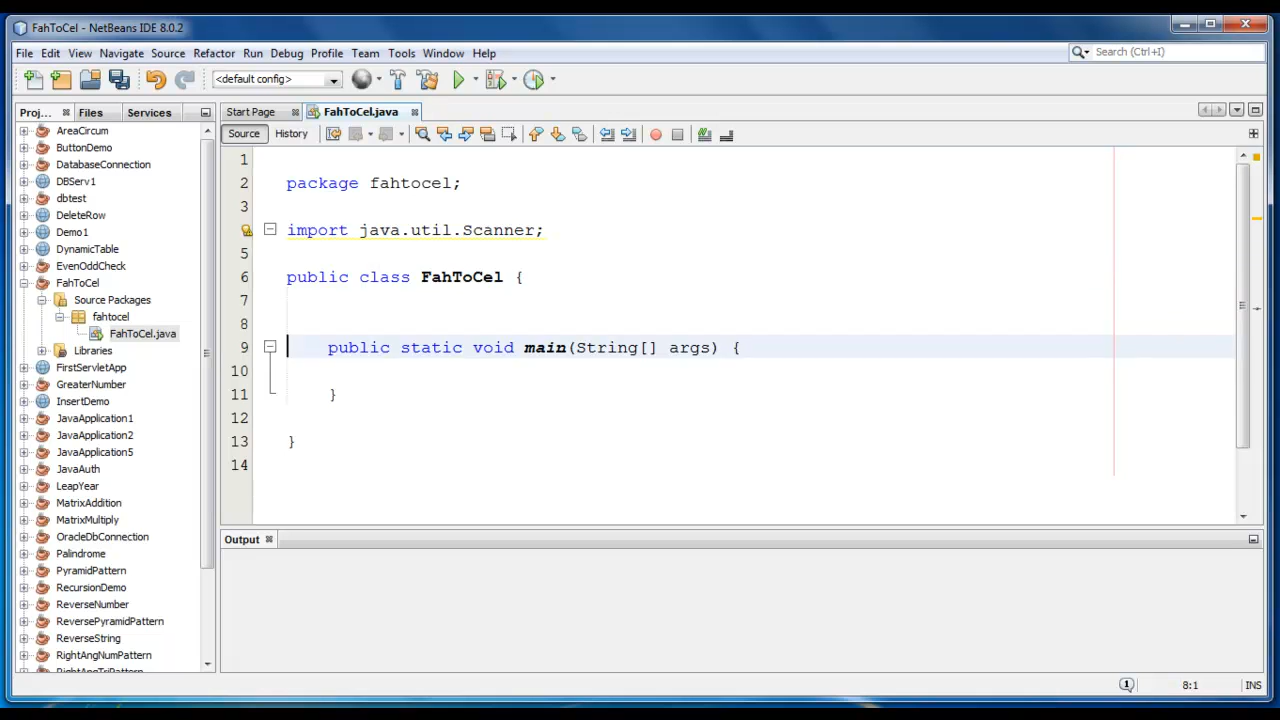 FahToCel - NetBeans IDE 8.0.2
File Edit View Navigate Source Refactor Run Debug Profile Team Tools Window Help
Search (Ctrl+I)
<default config>
Proj... Files Services
Start Page FahToCel.java
Source History
AreaCircum
ButtonDemo
DatabaseConnection
DBServ1
dbtest
DeleteRow
Demo1
DynamicTable
EvenOddCheck
FahToCel
Source Packages
fahtocel
FahToCel.java
Libraries
FirstServletApp
GreaterNumber
InsertDemo
JavaApplication1
JavaApplication2
JavaApplication5
JavaAuth
LeapYear
MatrixAddition
MatrixMultiply
OracleDbConnection
Palindrome
PyramidPattern
RecursionDemo
ReverseNumber
ReversePyramidPattern
ReverseString
RightAngNumPattern
RightAngTriPattern
1
2 package fahtocel;
3
4 import java.util.Scanner;
5
6 public class FahToCel {
7
8
9 public static void main(String[] args) {
10
11 }
12
13 }
14
Output
1 8:1 INS